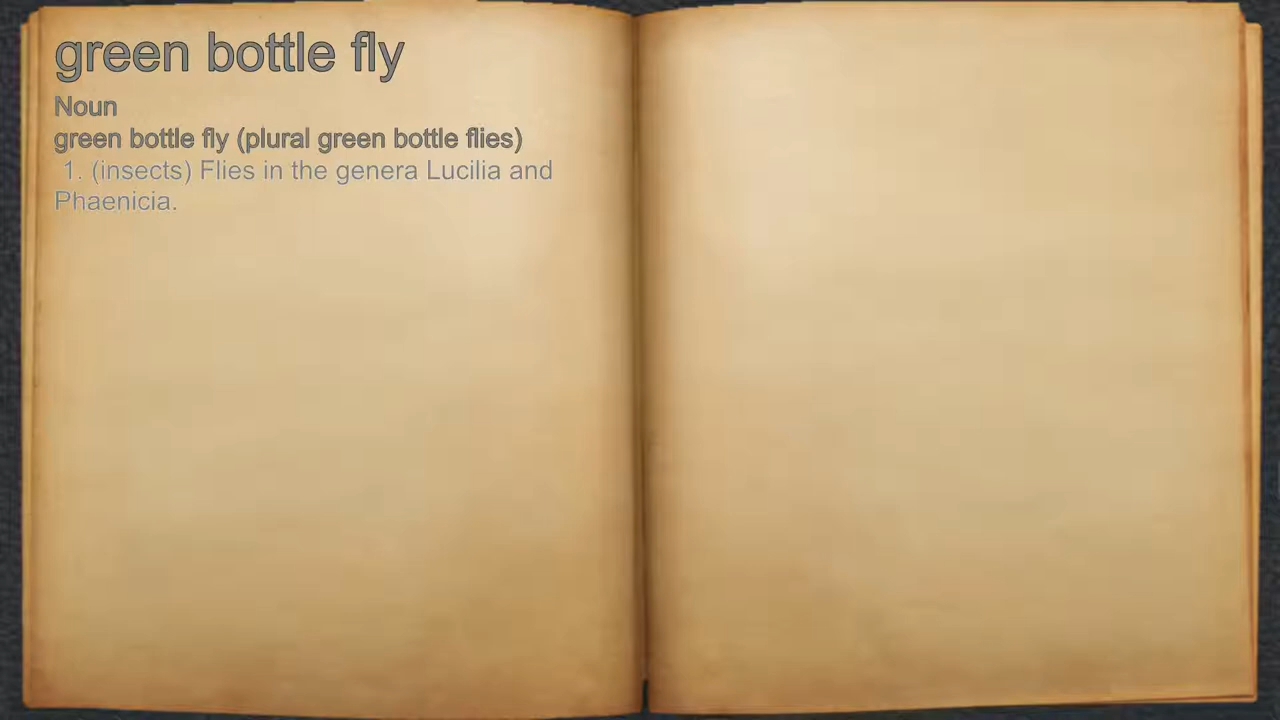 green bottle fly
Noun
green bottle fly (plural green bottle flies)
1. (insects) Flies in the genera Lucilia and
Phaenicia.